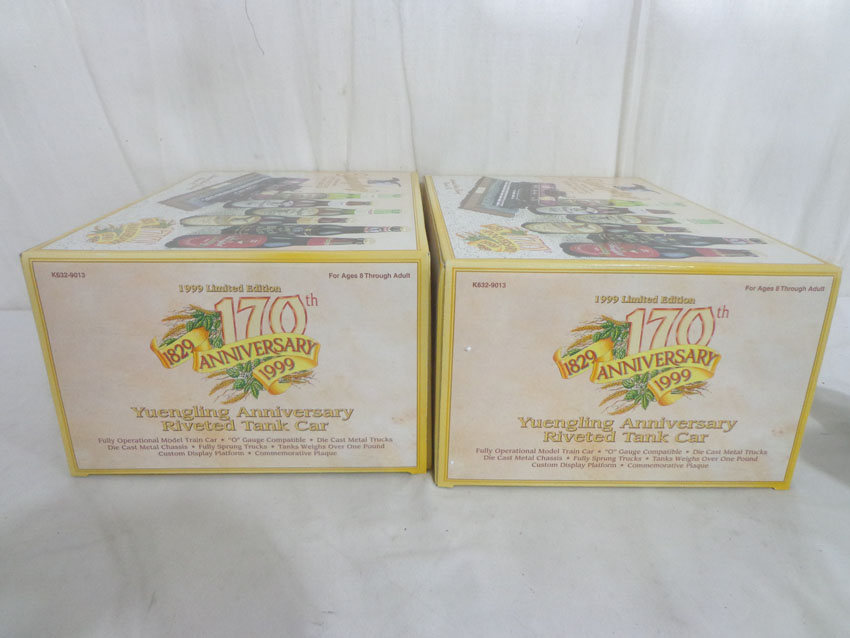 K632-9013
For Ages 8 Through Adult
1999 Limited Edition
170th
1829 ANNIVERSARY 1999
Yuengling Anniversary
Riveted Tank Car
Fully Operational Model Train Car • "O" Gauge Compatible • Die Cast Metal Trucks
Die Cast Metal Chassis • Fully Sprung Trucks • Tanks Weighs Over One Pound
Custom Display Platform • Commemorative Plaque
K632-9013
For Ages 8 Through Adult
1999 Limited Edition
170th
1829 ANNIVERSARY 1999
Yuengling Anniversary
Riveted Tank Car
Fully Operational Model Train Car • "O" Gauge Compatible • Die Cast Metal Trucks
Die Cast Metal Chassis • Fully Sprung Trucks • Tanks Weighs Over One Pound
Custom Display Platform • Commemorative Plaque